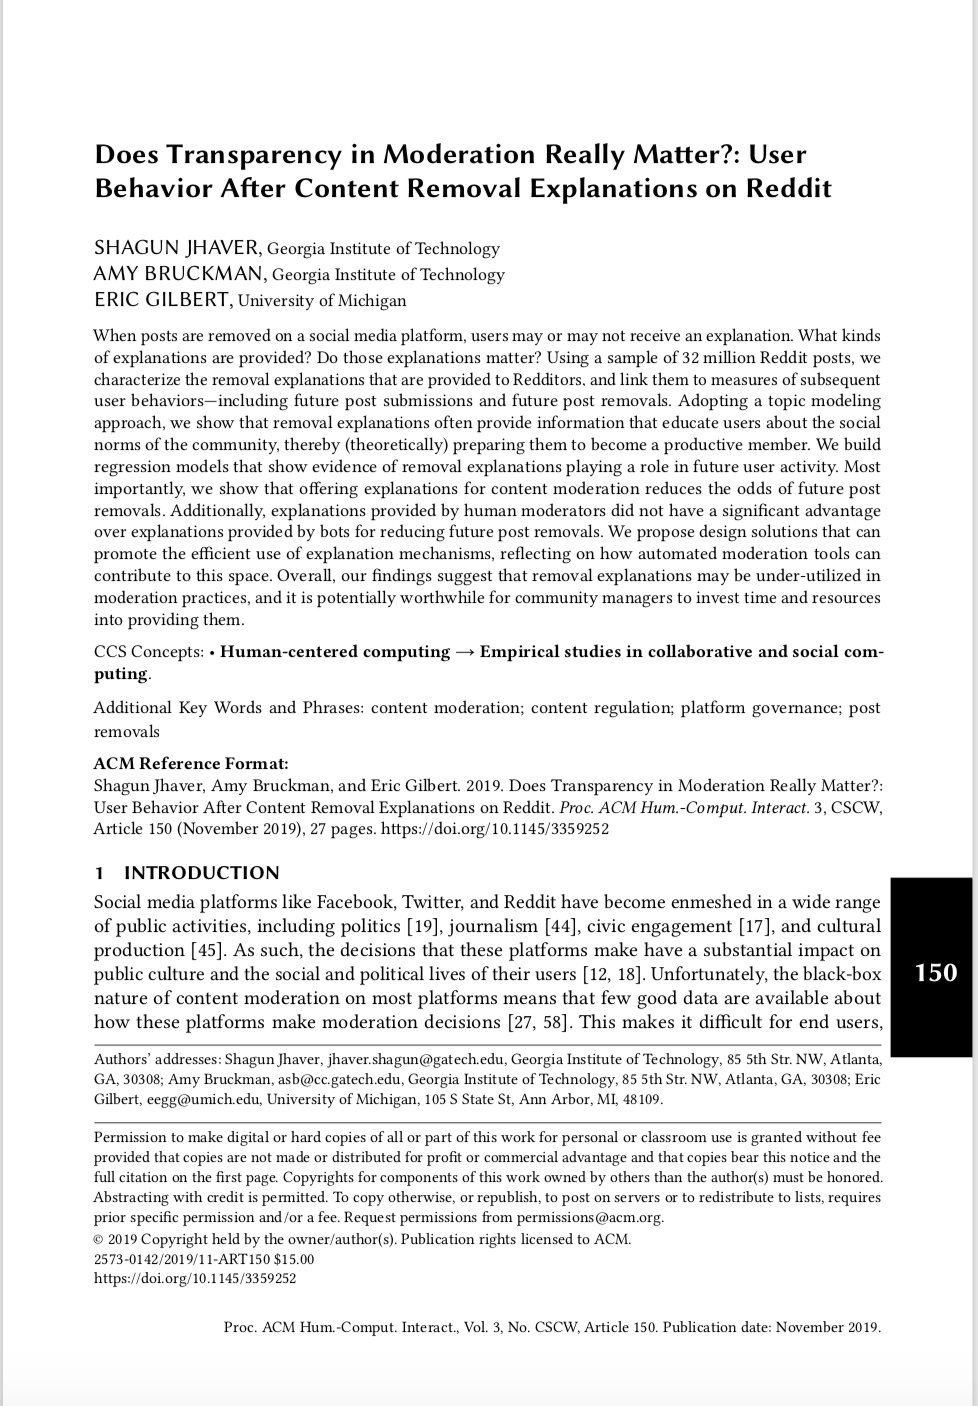 Does Transparency in Moderation Really Matter?: User
Behavior After Content Removal Explanations on Reddit
SHAGUN JHAVER, Georgia Institute of Technology
AMY BRUCKMAN, Georgia Institute of Technology
ERIC GILBERT, University of Michigan
When posts are removed on a social media platform, users may or may not receive an explanation. What kinds
of explanations are provided? Do those explanations matter? Using a sample of 32 million Reddit posts, we
characterize the removal explanations that are provided to Redditors, and link them to measures of subsequent
user behaviors—including future post submissions and future post removals. Adopting a topic modeling
approach, we show that removal explanations often provide information that educate users about the social
norms of the community, thereby (theoretically) preparing them to become a productive member. We build
regression models that show evidence of removal explanations playing a role in future user activity. Most
importantly, we show that offering explanations for content moderation reduces the odds of future post
removals. Additionally, explanations provided by human moderators did not have a significant advantage
over explanations provided by bots for reducing future post removals. We propose design solutions that can
promote the efficient use of explanation mechanisms, reflecting on how automated moderation tools can
contribute to this space. Overall, our findings suggest that removal explanations may be under-utilized in
moderation practices, and it is potentially worthwhile for community managers to invest time and resources
into providing them.
CCS Concepts: • Human-centered computing → Empirical studies in collaborative and social com-
puting.
Additional Key Words and Phrases: content moderation; content regulation; platform governance; post
removals
ACM Reference Format:
Shagun Jhaver, Amy Bruckman, and Eric Gilbert. 2019. Does Transparency in Moderation Really Matter?:
User Behavior After Content Removal Explanations on Reddit. Proc. ACM Hum.-Comput. Interact. 3, CSCW,
Article 150 (November 2019), 27 pages. https://doi.org/10.1145/3359252
1 INTRODUCTION
Social media platforms like Facebook, Twitter, and Reddit have become enmeshed in a wide range
of public activities, including politics [19], journalism [44], civic engagement [17], and cultural
production [45]. As such, the decisions that these platforms make have a substantial impact on
public culture and the social and political lives of their users [12, 18]. Unfortunately, the black-box
nature of content moderation on most platforms means that few good data are available about
how these platforms make moderation decisions [27, 58]. This makes it difficult for end users,
150
Authors' addresses: Shagun Jhaver, jhaver.shagun@gatech.edu, Georgia Institute of Technology, 85 5th Str. NW, Atlanta,
GA, 30308; Amy Bruckman, asb@cc.gatech.edu, Georgia Institute of Technology, 85 5th Str. NW, Atlanta, GA, 30308; Eric
Gilbert, eegg@umich.edu, University of Michigan, 105 S State St, Ann Arbor, MI, 48109.
Permission to make digital or hard copies of all or part of this work for personal or classroom use is granted without fee
provided that copies are not made or distributed for profit or commercial advantage and that copies bear this notice and the
full citation on the first page. Copyrights for components of this work owned by others than the author(s) must be honored.
Abstracting with credit is permitted. To copy otherwise, or republish, to post on servers or to redistribute to lists, requires
prior specific permission and/or a fee. Request permissions from permissions@acm.org.
© 2019 Copyright held by the owner/author(s). Publication rights licensed to ACM.
2573-0142/2019/11-ART150 $15.00
https://doi.org/10.1145/3359252
Proc. ACM Hum.-Comput. Interact., Vol. 3, No. CSCW, Article 150. Publication date: November 2019.